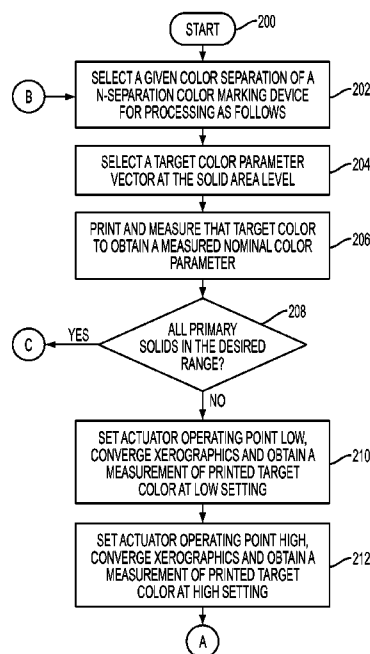 START
200
SELECT A GIVEN COLOR SEPARATION OF A
N-SEPARATION COLOR MARKING DEVICE
FOR PROCESSING AS FOLLOWS
B
202
SELECT A TARGET COLOR PARAMETER
VECTOR AT THE SOLID AREA LEVEL
204
PRINT AND MEASURE THAT TARGET COLOR
TO OBTAIN A MEASURED NOMINAL COLOR
PARAMETER
206
208
ALL PRIMARY
SOLIDS IN THE DESIRED
RANGE?
YES
C
NO
SET ACTUATOR OPERATING POINT LOW,
CONVERGE XEROGRAPHICS AND OBTAIN A
MEASUREMENT OF PRINTED TARGET
COLOR AT LOW SETTING
210
SET ACTUATOR OPERATING POINT HIGH,
CONVERGE XEROGRAPHICS AND OBTAIN A
MEASUREMENT OF PRINTED TARGET
COLOR AT HIGH SETTING
212
A